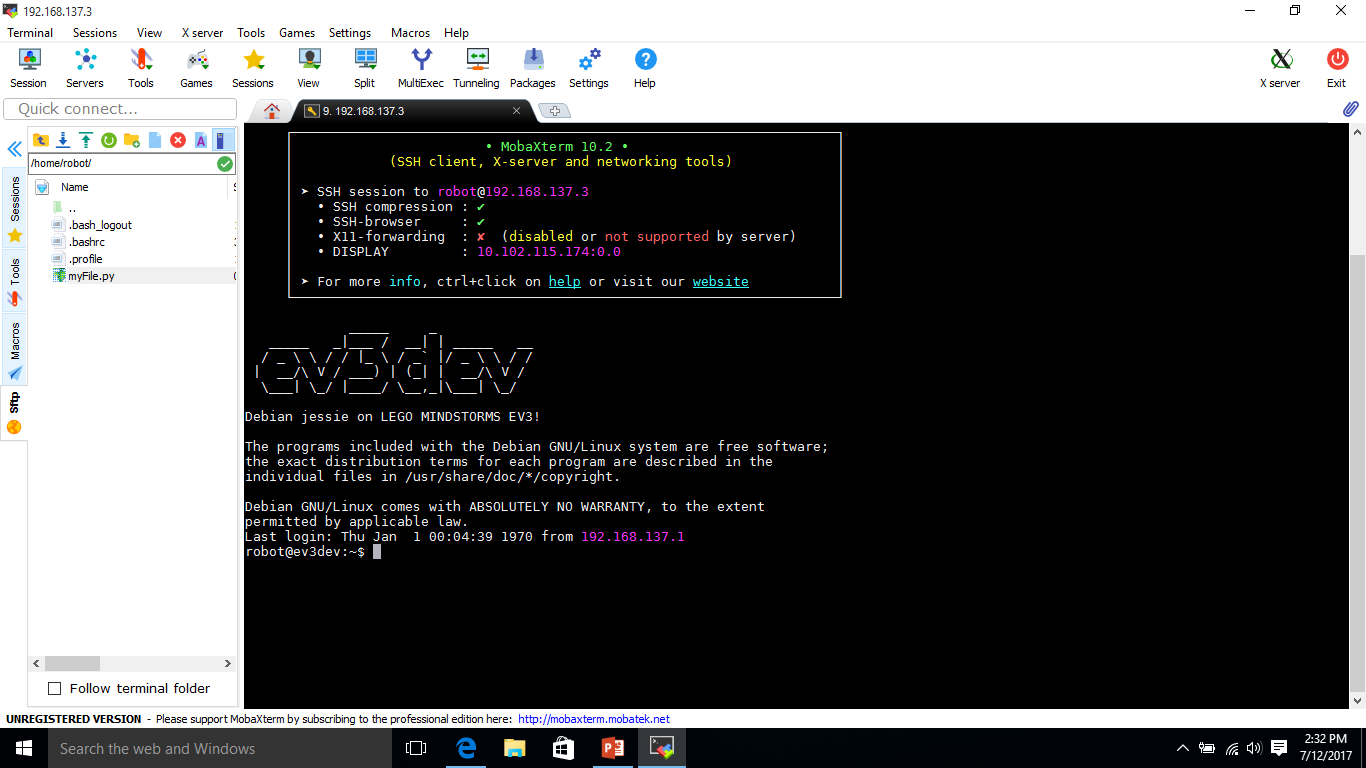 192.168.137.3
Terminal Sessions View X server Tools Games Settings Macros Help
Session Servers Tools Games Sessions View Split MultiExec Tunneling Packages Settings Help X server Exit
Quick connect...
9. 192.168.137.3
/home/robot/
Name
..
.bash_logout
.bashrc
.profile
myFile.py
Sessions
Tools
Macros
Sftp
Follow terminal folder
• MobaXterm 10.2 •
(SSH client, X-server and networking tools)
➤ SSH session to robot@192.168.137.3
• SSH compression : ✔
• SSH-browser : ✔
• X11-forwarding : ✘ (disabled or not supported by server)
• DISPLAY : 10.102.115.174:0.0
➤ For more info, ctrl+click on help or visit our website
ev3dev
Debian jessie on LEGO MINDSTORMS EV3!
The programs included with the Debian GNU/Linux system are free software;
the exact distribution terms for each program are described in the
individual files in /usr/share/doc/*/copyright.
Debian GNU/Linux comes with ABSOLUTELY NO WARRANTY, to the extent
permitted by applicable law.
Last login: Thu Jan  1 00:04:39 1970 from 192.168.137.1
robot@ev3dev:~$
UNREGISTERED VERSION - Please support MobaXterm by subscribing to the professional edition here: http://mobaxterm.mobatek.net
Search the web and Windows
2:32 PM
7/12/2017